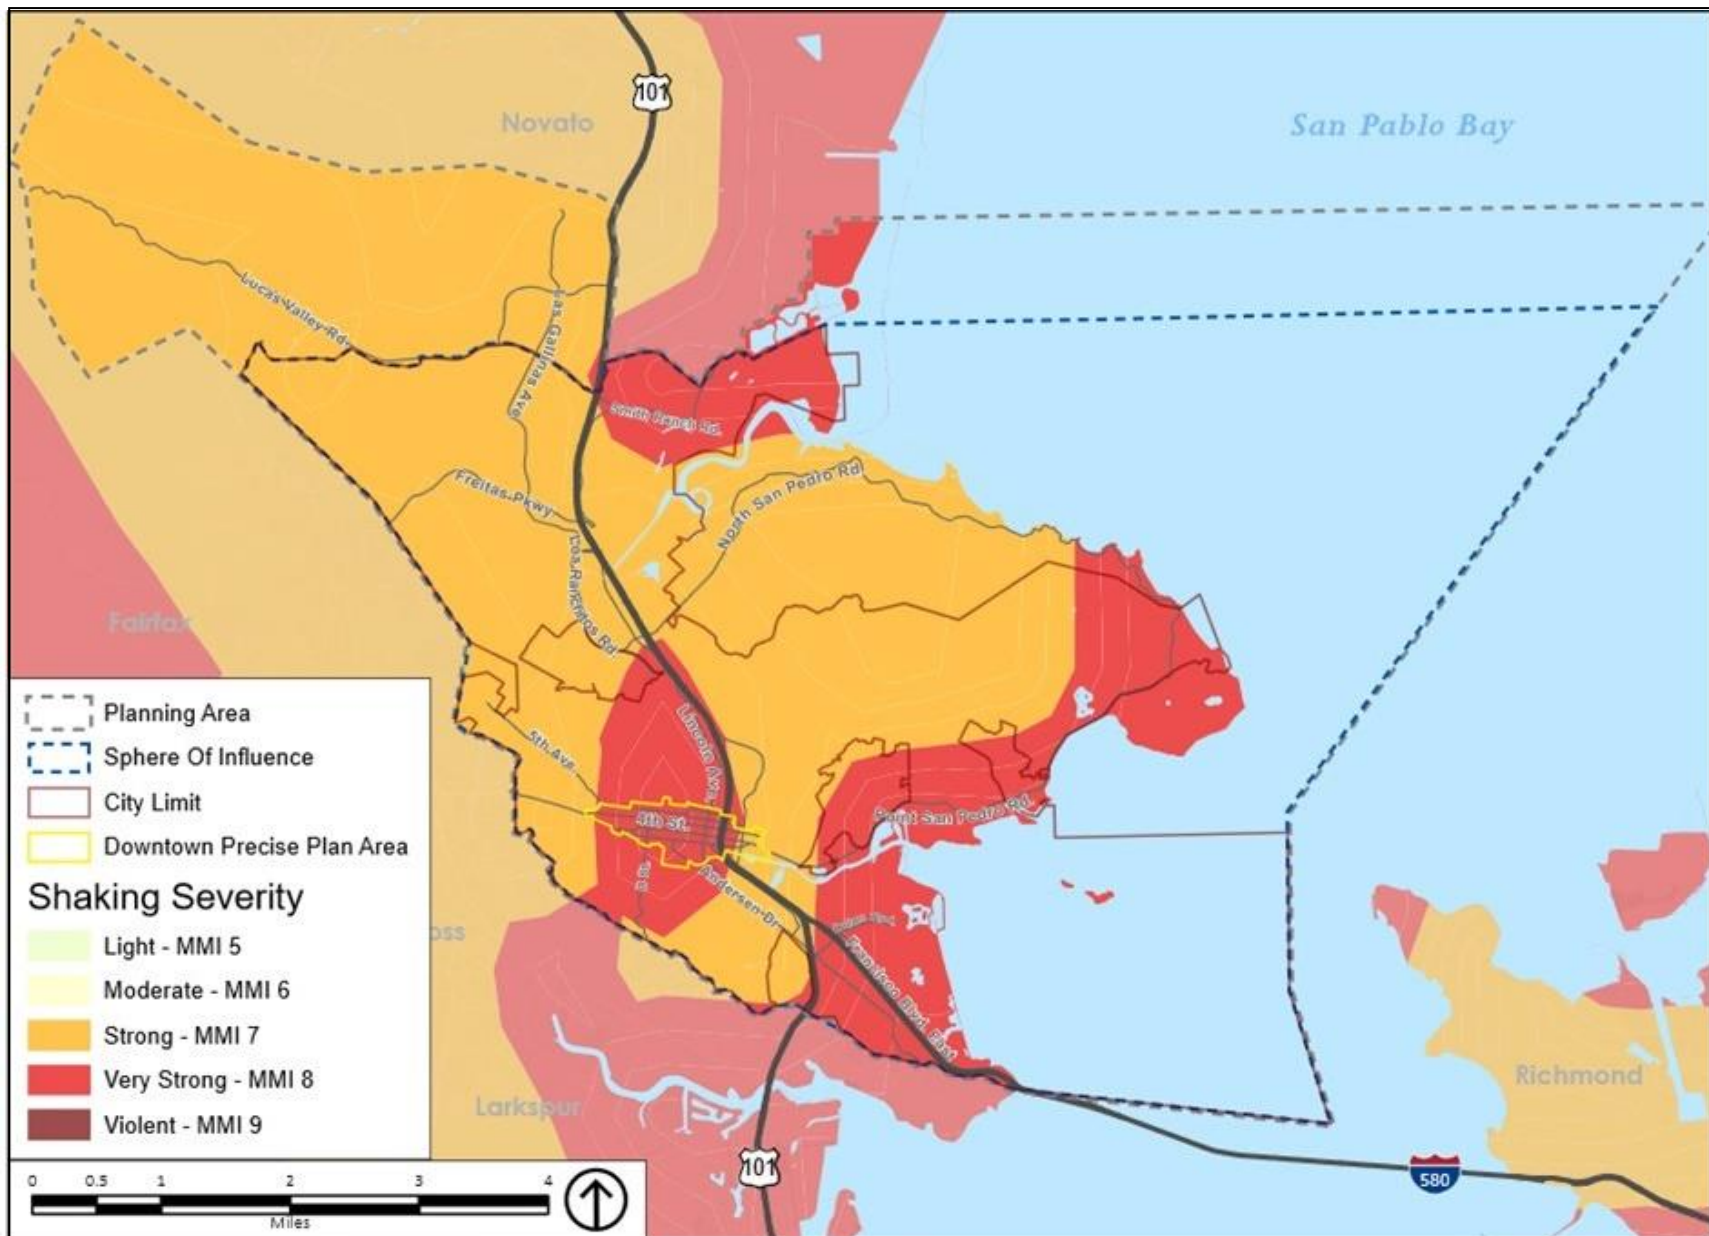 101
Novato
San Pablo Bay
Lucas Valley Rd
Las Gallinas Ave
Smith Ranch Rd.
Freitas Pkwy
North San Pedro Rd
Los Ranchitos Rd.
Fairfax
Lincoln Ave.
5th Ave.
4th St.
Point San Pedro Rd.
D St.
Andersen Dr.
oss
Francisco Blvd. East
Larkspur
Richmond
101
580
Planning Area
Sphere Of Influence
City Limit
Downtown Precise Plan Area
Shaking Severity
Light - MMI 5
Moderate - MMI 6
Strong - MMI 7
Very Strong - MMI 8
Violent - MMI 9
0 0.5 1 2 3 4
Miles